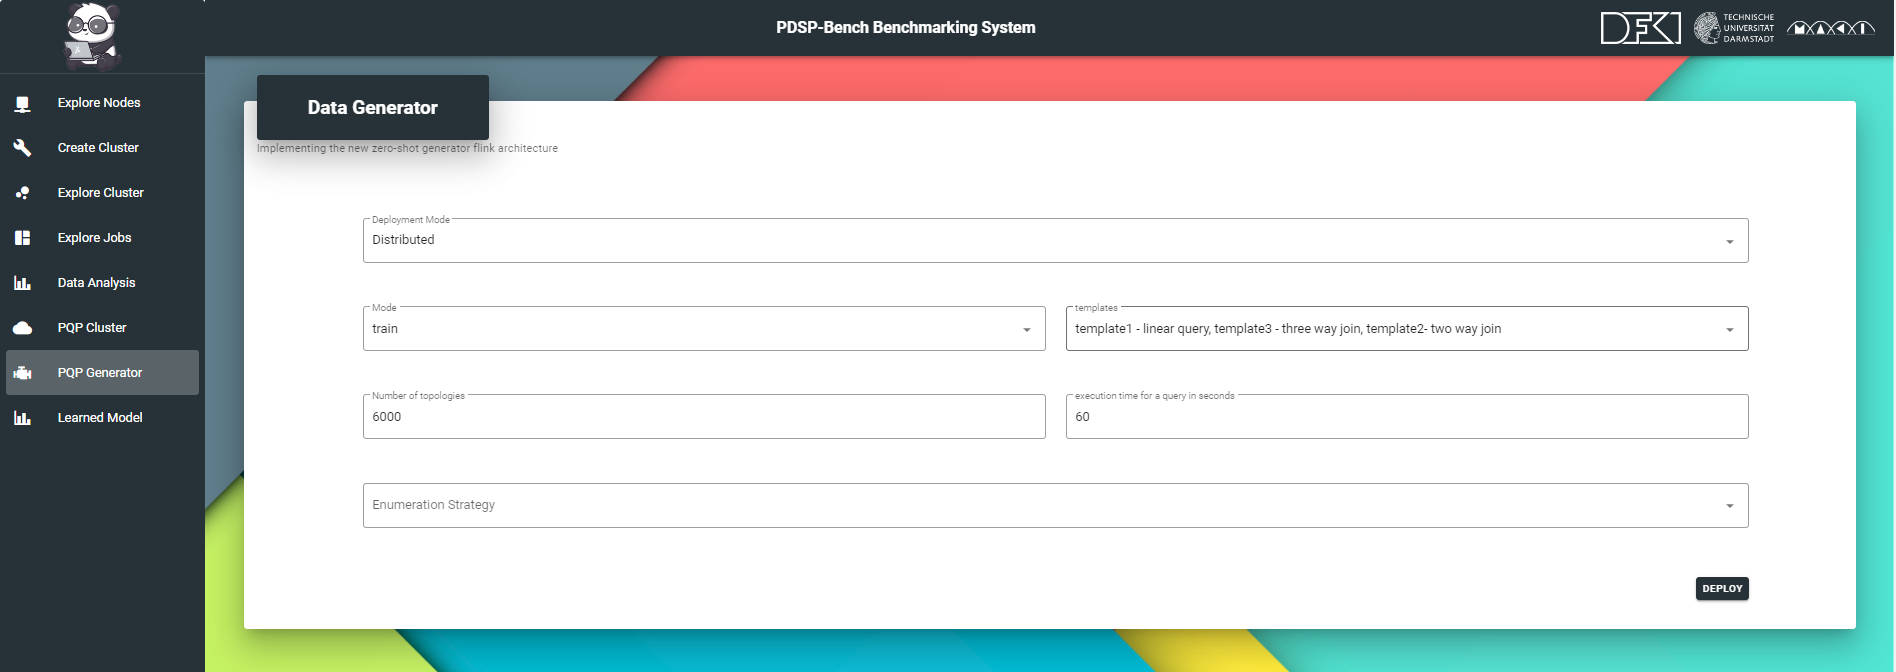 PDSP-Bench Benchmarking System
DFKI
TECHNISCHE
UNIVERSITÄT
DARMSTADT
MAXXI
Explore Nodes
Create Cluster
Explore Cluster
Explore Jobs
Data Analysis
PQP Cluster
PQP Generator
Learned Model
Data Generator
Implementing the new zero-shot generator flink architecture
Deployment Mode
Distributed
Mode
train
templates
template1 - linear query, template3 - three way join, template2- two way join
Number of topologies
6000
execution time for a query in seconds
60
Enumeration Strategy
DEPLOY